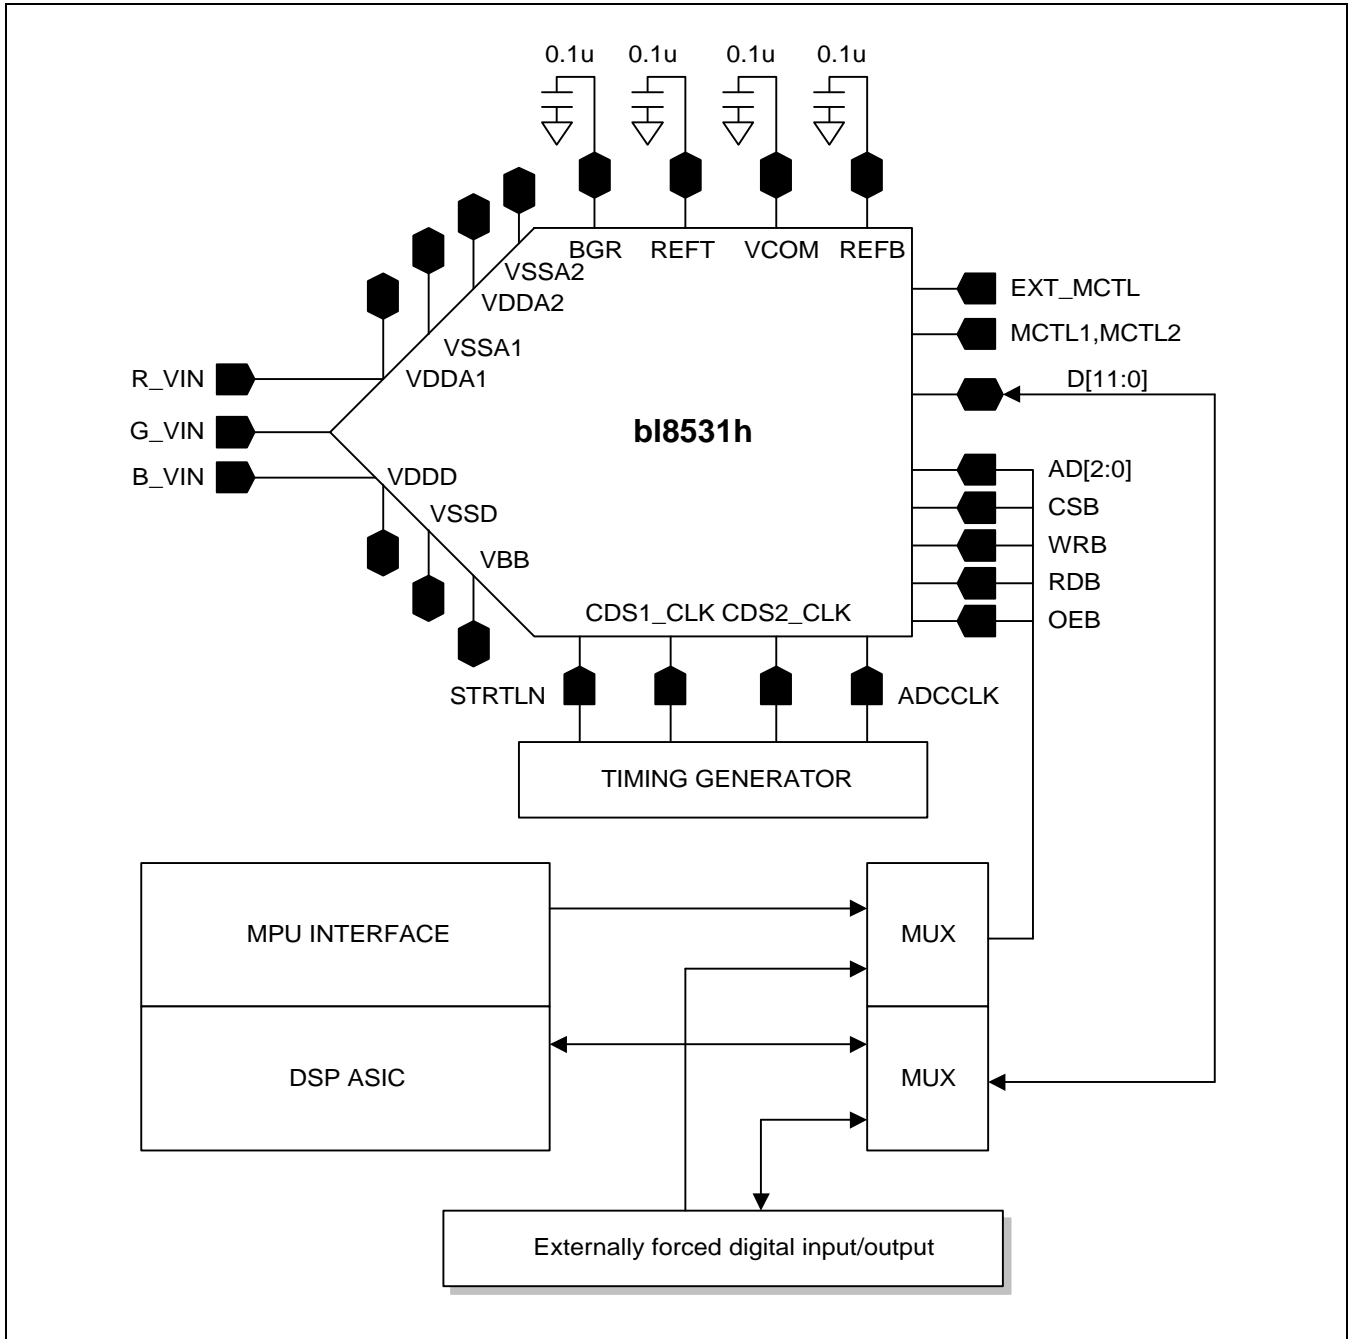 0.1u 0.1u 0.1u 0.1u
BGR REFT VCOM REFB
VSSA2
VDDA2
VSSA1
VDDA1
EXT_MCTL
MCTL1,MCTL2
D[11:0]
R_VIN
G_VIN
B_VIN
bl8531h
VDDD
VSSD
VBB
AD[2:0]
CSB
WRB
RDB
OEB
CDS1_CLK CDS2_CLK
STRTLN
ADCCLK
TIMING GENERATOR
MPU INTERFACE
MUX
DSP ASIC
MUX
Externally forced digital input/output